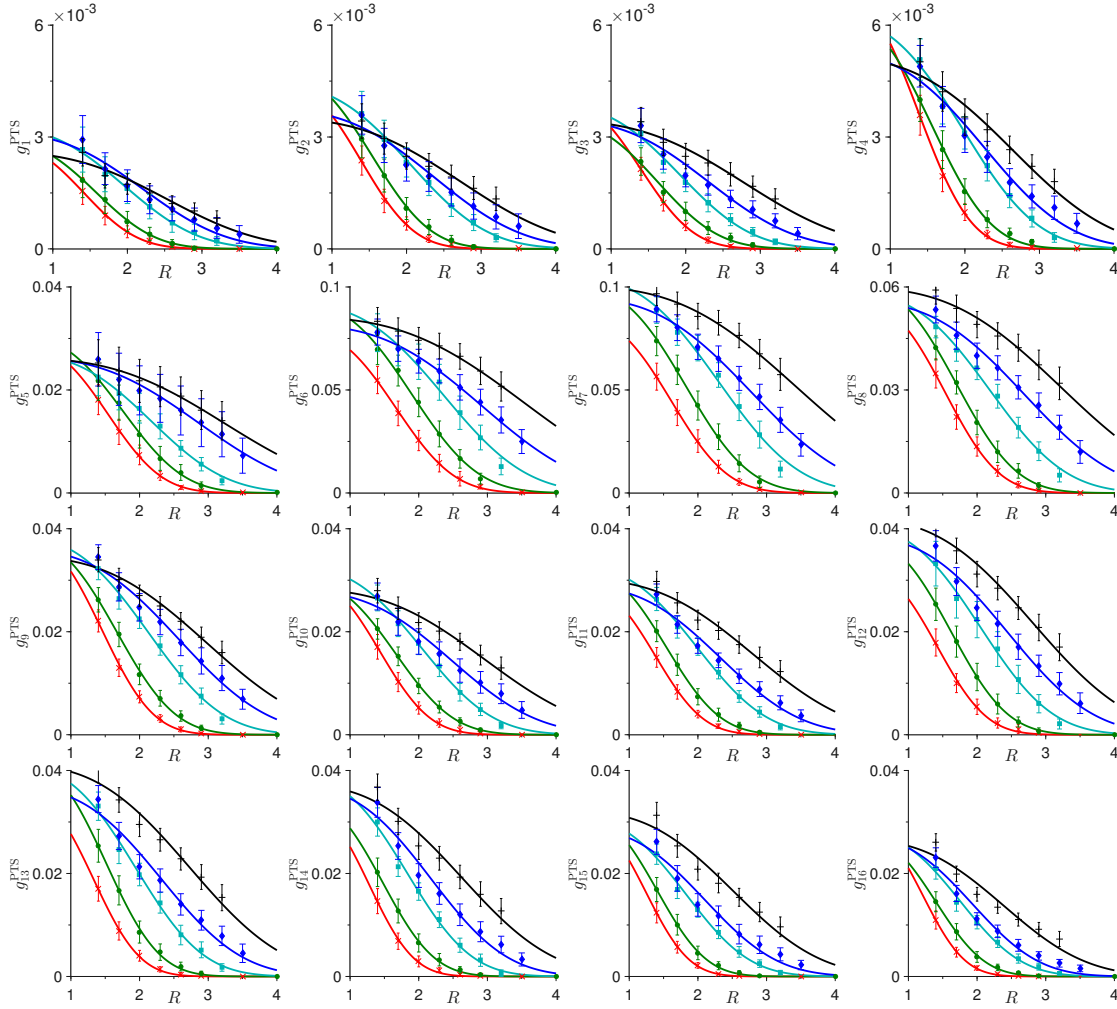 ×10⁻³ ×10⁻³ ×10⁻³ ×10⁻³
6 6 6 6
3 3 3 3
0 0 0 0
g₁^PTS g₂^PTS g₃^PTS g₄^PTS
1 2 3 4 1 2 3 4 1 2 3 4 1 2 3 4
R R R R
0.04 0.1 0.1 0.06
0.02 0.05 0.05 0.03
0 0 0 0
g₅^PTS g₆^PTS g₇^PTS g₈^PTS
1 2 3 4 1 2 3 4 1 2 3 4 1 2 3 4
R R R R
0.04 0.04 0.04 0.04
0.02 0.02 0.02 0.02
0 0 0 0
g₉^PTS g₁₀^PTS g₁₁^PTS g₁₂^PTS
1 2 3 4 1 2 3 4 1 2 3 4 1 2 3 4
R R R R
0.04 0.04 0.04 0.04
0.02 0.02 0.02 0.02
0 0 0 0
g₁₃^PTS g₁₄^PTS g₁₅^PTS g₁₆^PTS
1 2 3 4 1 2 3 4 1 2 3 4 1 2 3 4
R R R R